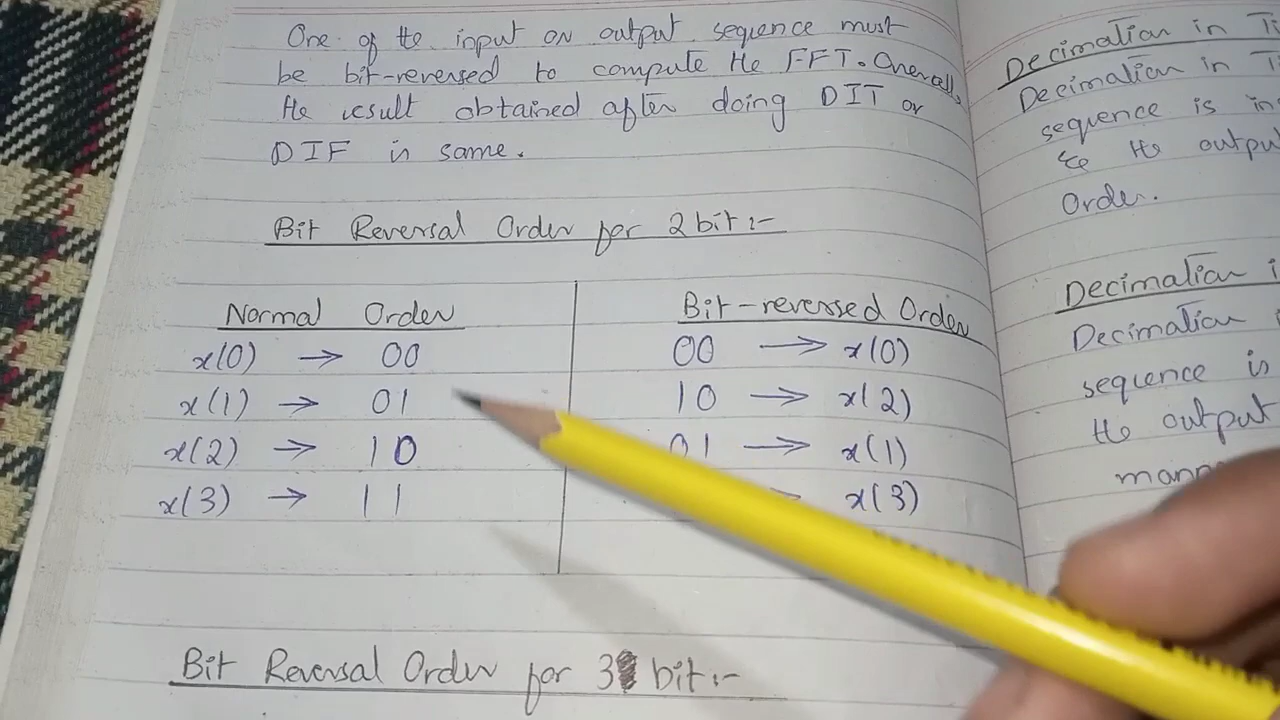 One of the input or output sequence must
be bit-reversed to compute the FFT. Overall,
the result obtained after doing DIT or
DIF is same.
Bit Reversal Order for 2 bit :-
Normal Order
x(0) → 00
x(1) → 01
x(2) → 10
x(3) → 11
Bit-reversed Order
00 → x(0)
10 → x(2)
01 → x(1)
→ x(3)
Bit Reversal Order for 3 bit :-
Decimation in
Decimation in
sequence is
the output
Order.
Decimation
Decimation
sequence is
the output